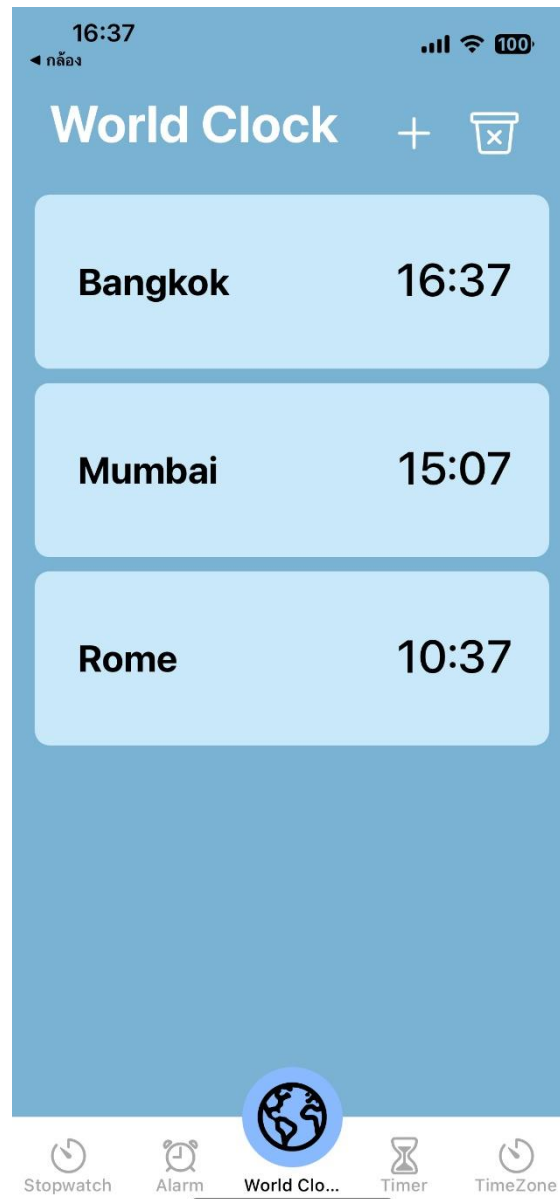 16:37
100
◀ กล้อง
World Clock
Bangkok 16:37
Mumbai 15:07
Rome 10:37
Stopwatch Alarm World Clo... Timer TimeZone